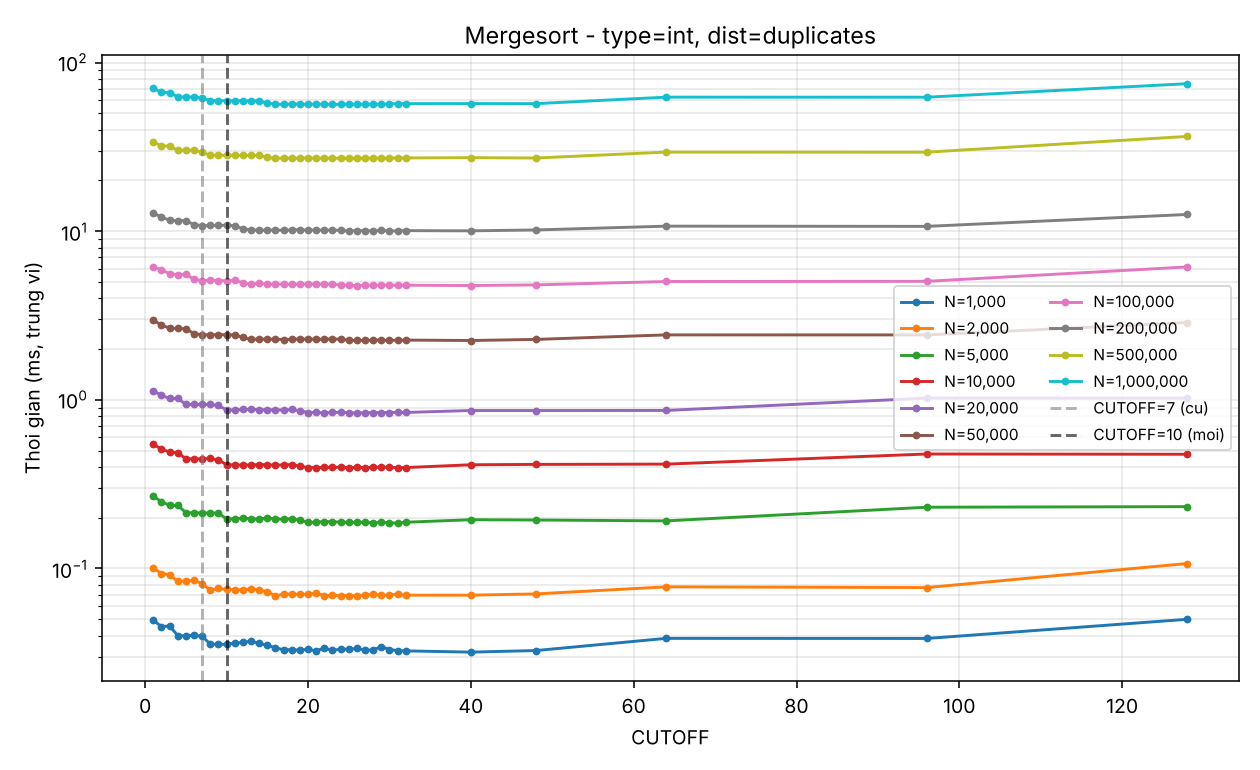 Mergesort - type=int, dist=duplicates
Thoi gian (ms, trung vi)
10²
10¹
10⁰
10⁻¹
N=1,000
N=2,000
N=5,000
N=10,000
N=20,000
N=50,000
N=100,000
N=200,000
N=500,000
N=1,000,000
CUTOFF=7 (cu)
CUTOFF=10 (moi)
0 20 40 60 80 100 120
CUTOFF